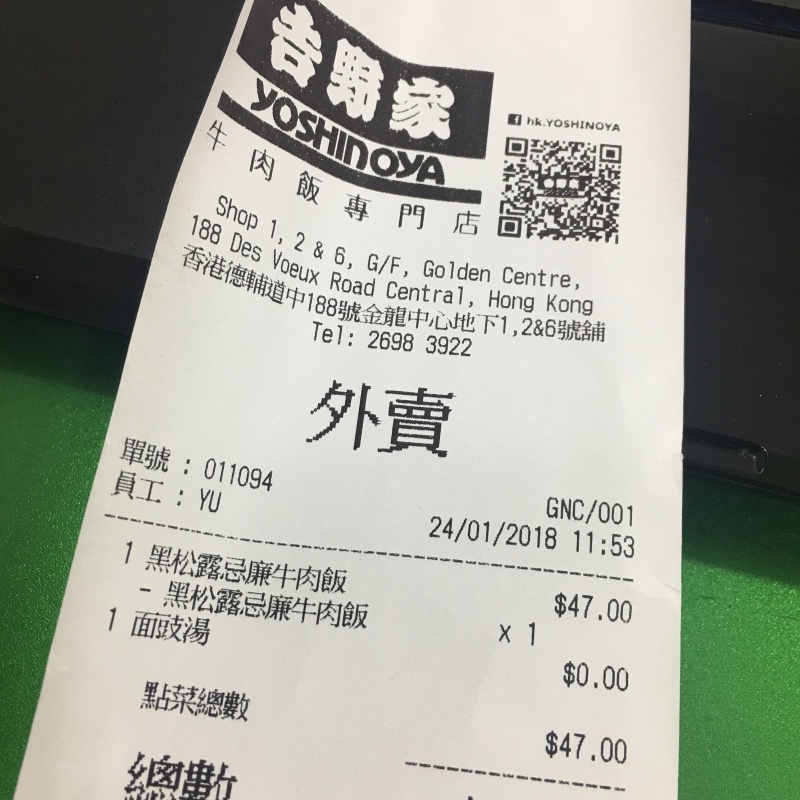 吉野家
YOSHINOYA
牛肉飯專門店
hk.YOSHINOYA
Shop 1, 2 & 6, G/F, Golden Centre,
188 Des Voeux Road Central, Hong Kong
香港德輔道中188號金龍中心地下1,2&6號舖
Tel: 2698 3922
外賣
單號 : 011094 GNC/001
員工 : YU 24/01/2018 11:53
1 黑松露忌廉牛肉飯 $47.00
- 黑松露忌廉牛肉飯 x 1
1 面豉湯 $0.00
點菜總數 $47.00
總數